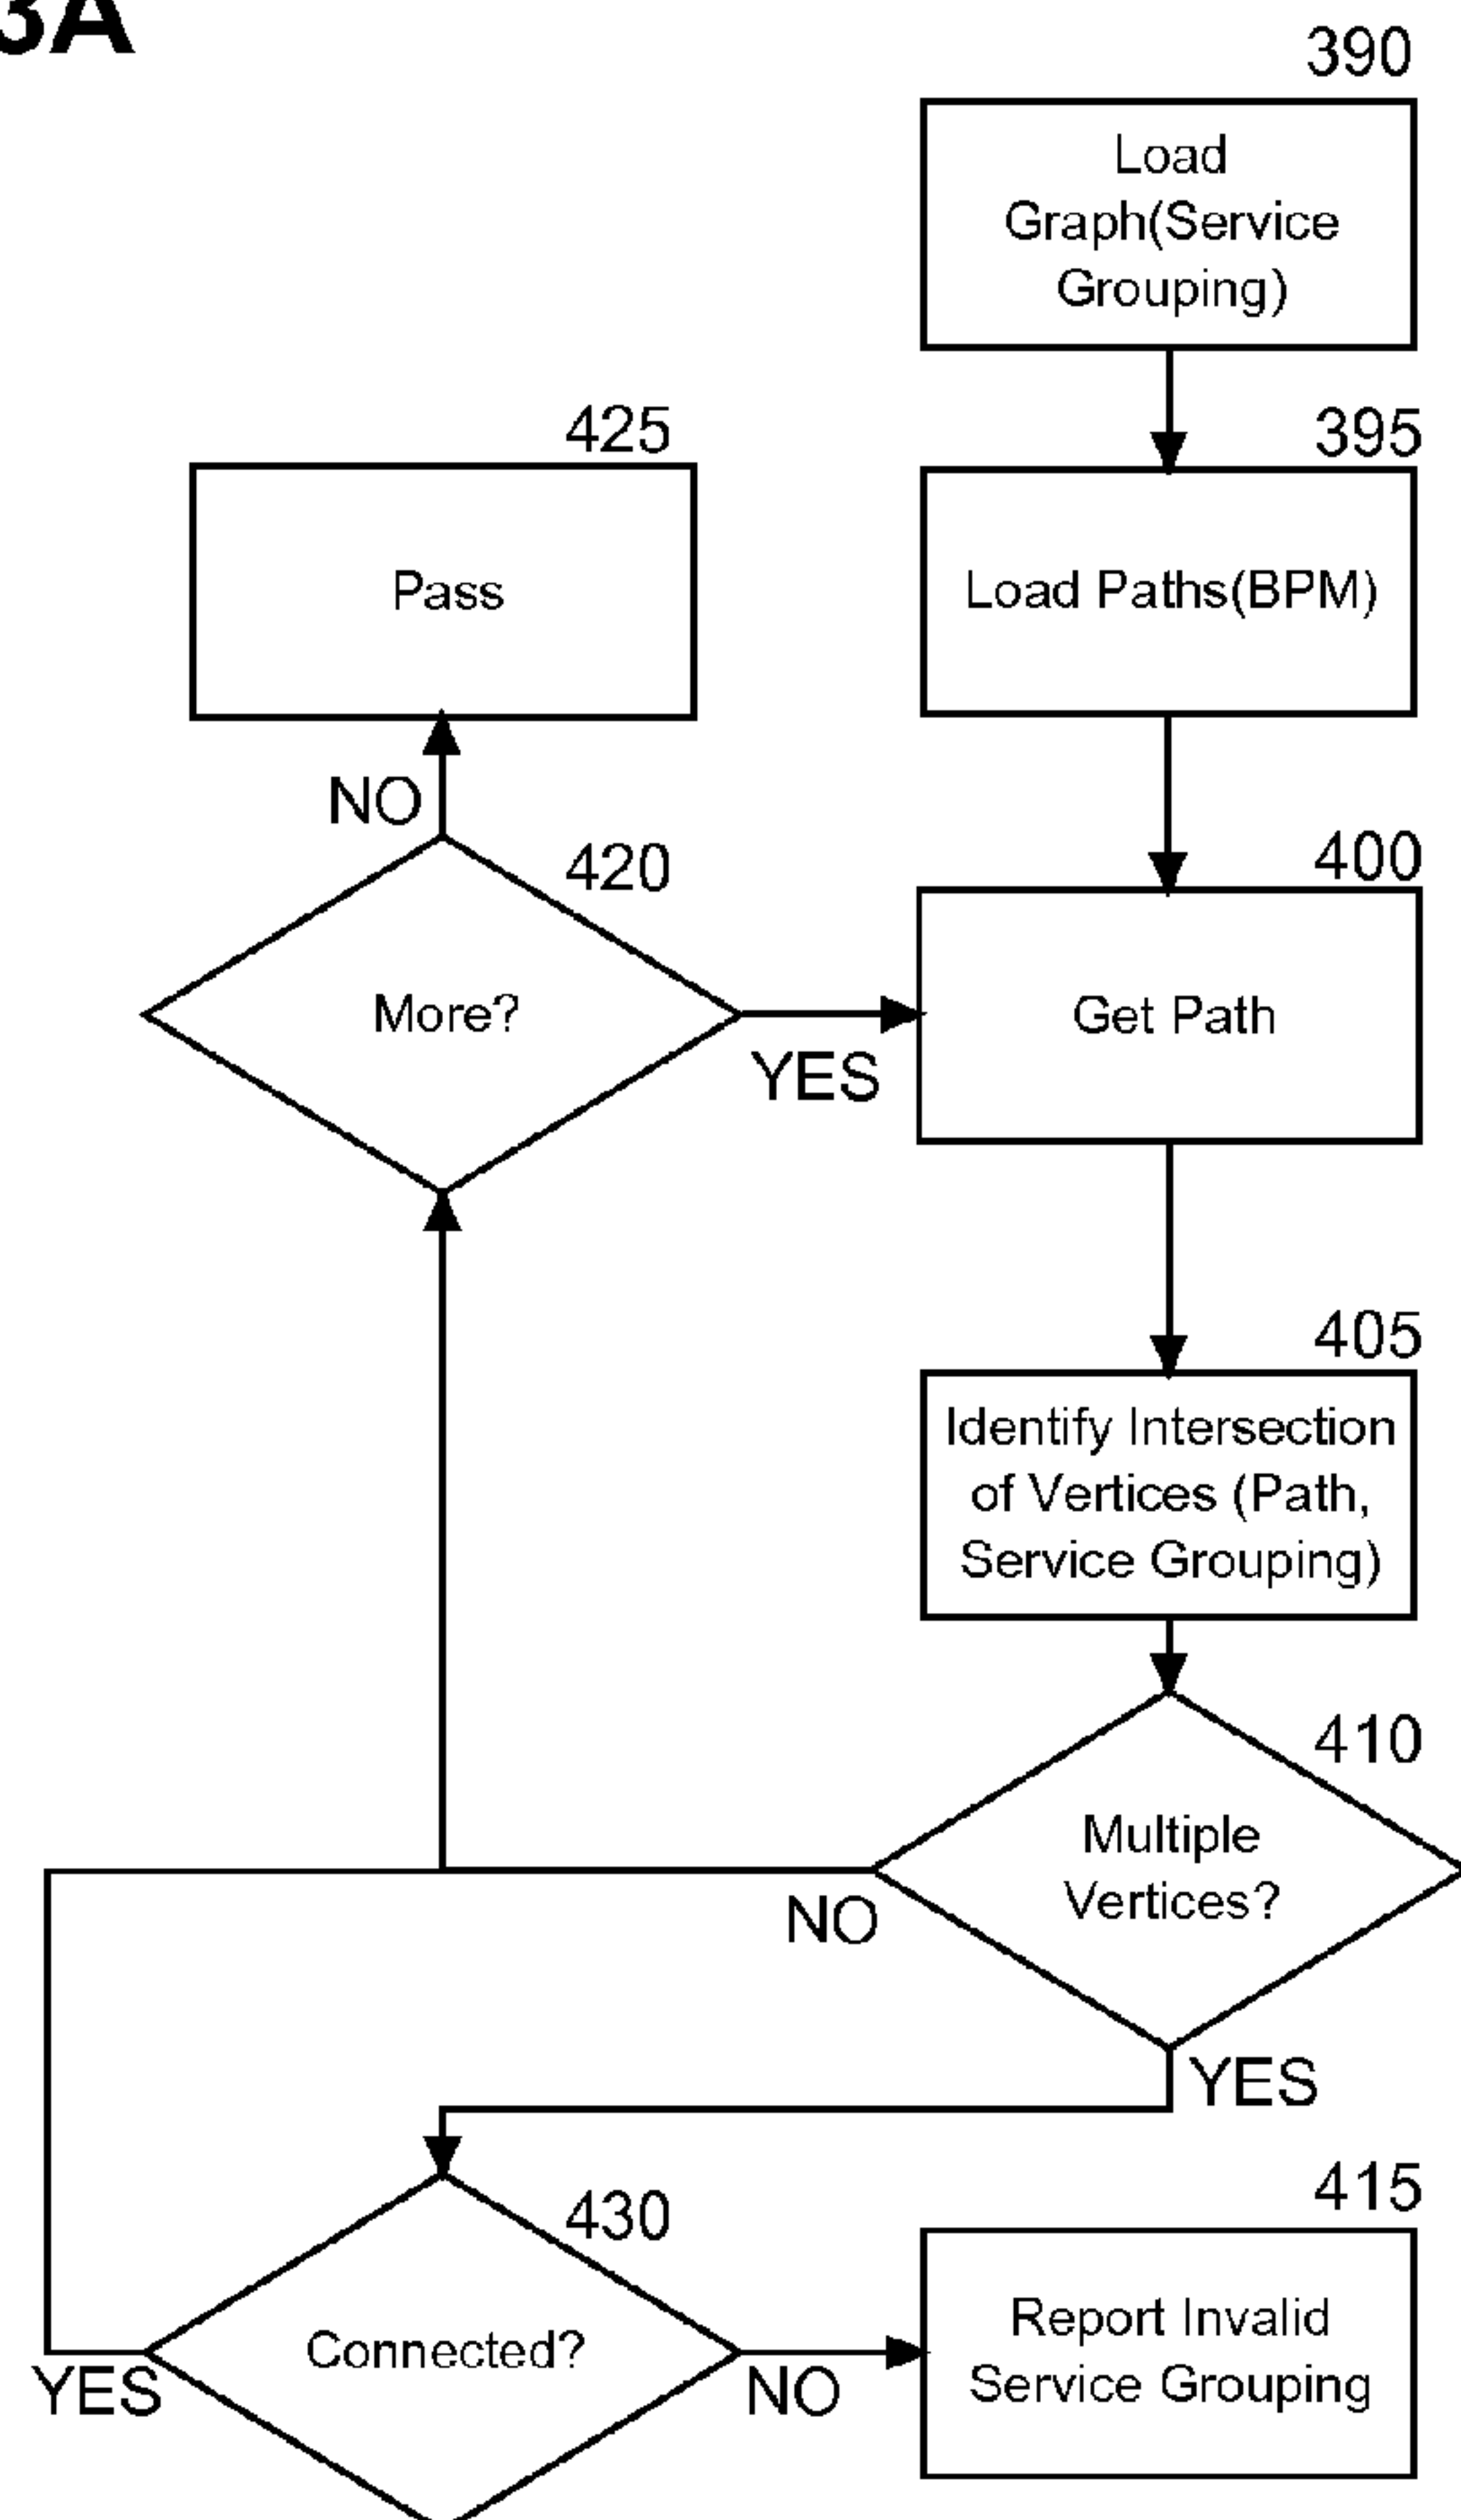 3A
390
Load
Graph(Service
Grouping)
425
395
Pass
Load Paths(BPM)
NO
420
400
More?
Get Path
YES
405
Identify Intersection
of Vertices (Path,
Service Grouping)
410
Multiple
Vertices?
NO
YES
430
415
Connected?
Report Invalid
Service Grouping
YES
NO